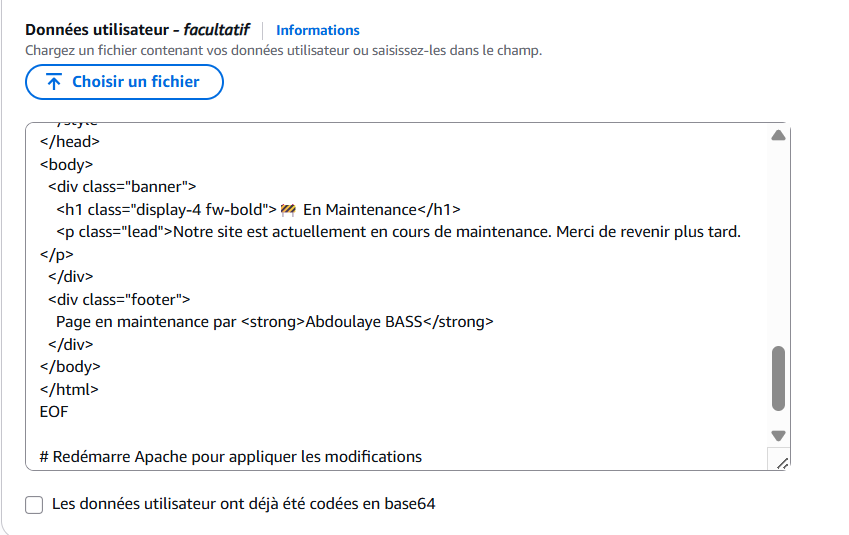 Données utilisateur - facultatif | Informations
Chargez un fichier contenant vos données utilisateur ou saisissez-les dans le champ.
Choisir un fichier
</head>
<body>
<div class="banner">
<h1 class="display-4 fw-bold">🚧 En Maintenance</h1>
<p class="lead">Notre site est actuellement en cours de maintenance. Merci de revenir plus tard.
</p>
</div>
<div class="footer">
Page en maintenance par <strong>Abdoulaye BASS</strong>
</div>
</body>
</html>
EOF
# Redémarre Apache pour appliquer les modifications
Les données utilisateur ont déjà été codées en base64